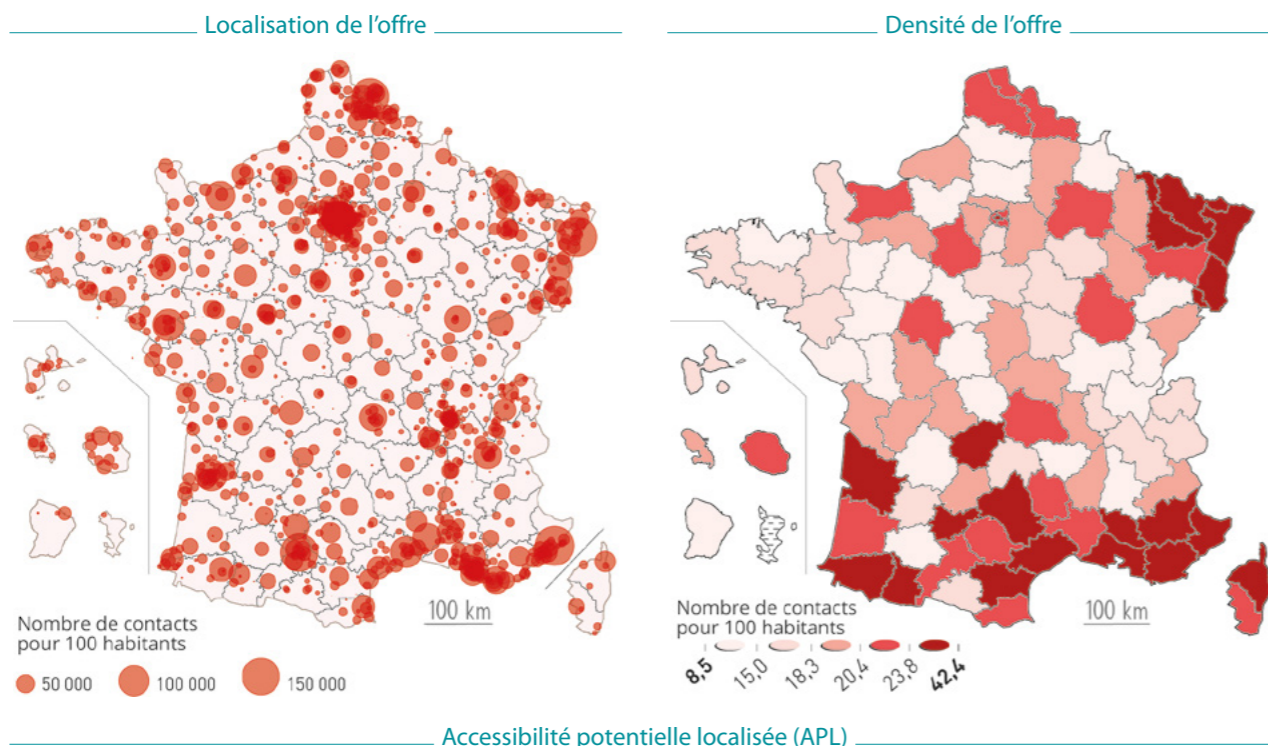 Localisation de l’offre
Densité de l’offre
100 km
Nombre de contacts
pour 100 habitants
50 000
100 000
150 000
100 km
Nombre de contacts
pour 100 habitants
8,5
15,0
18,3
20,4
23,8
42,4
Accessibilité potentielle localisée (APL)